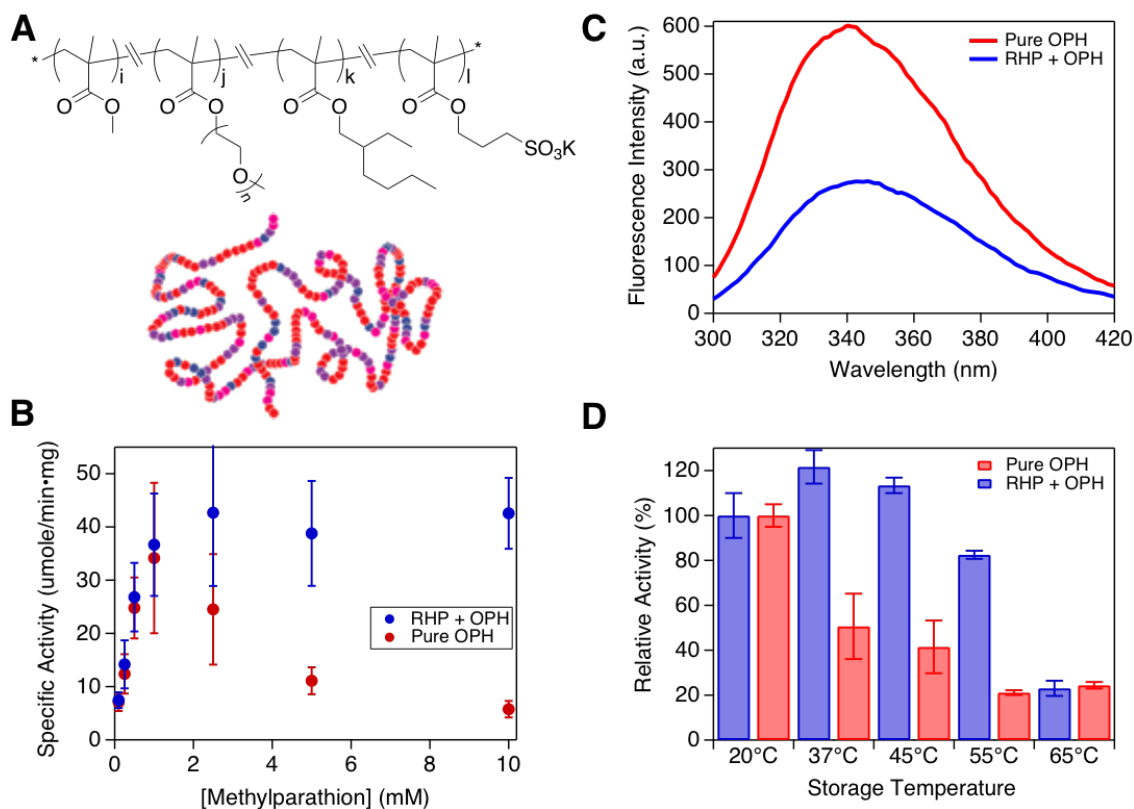 A
*
i
j
k
l
*
O
O
O
O
O
O
O
O
O
n
SO₃K
B
Specific Activity (umole/min•mg)
50
40
30
20
10
0
RHP + OPH
Pure OPH
0
2
4
6
8
10
[Methylparathion] (mM)
C
Fluorescence Intensity (a.u.)
600
500
400
300
200
100
0
Pure OPH
RHP + OPH
300
320
340
360
380
400
420
Wavelength (nm)
D
Relative Activity (%)
120
100
80
60
40
20
0
Pure OPH
RHP + OPH
20°C
37°C
45°C
55°C
65°C
Storage Temperature